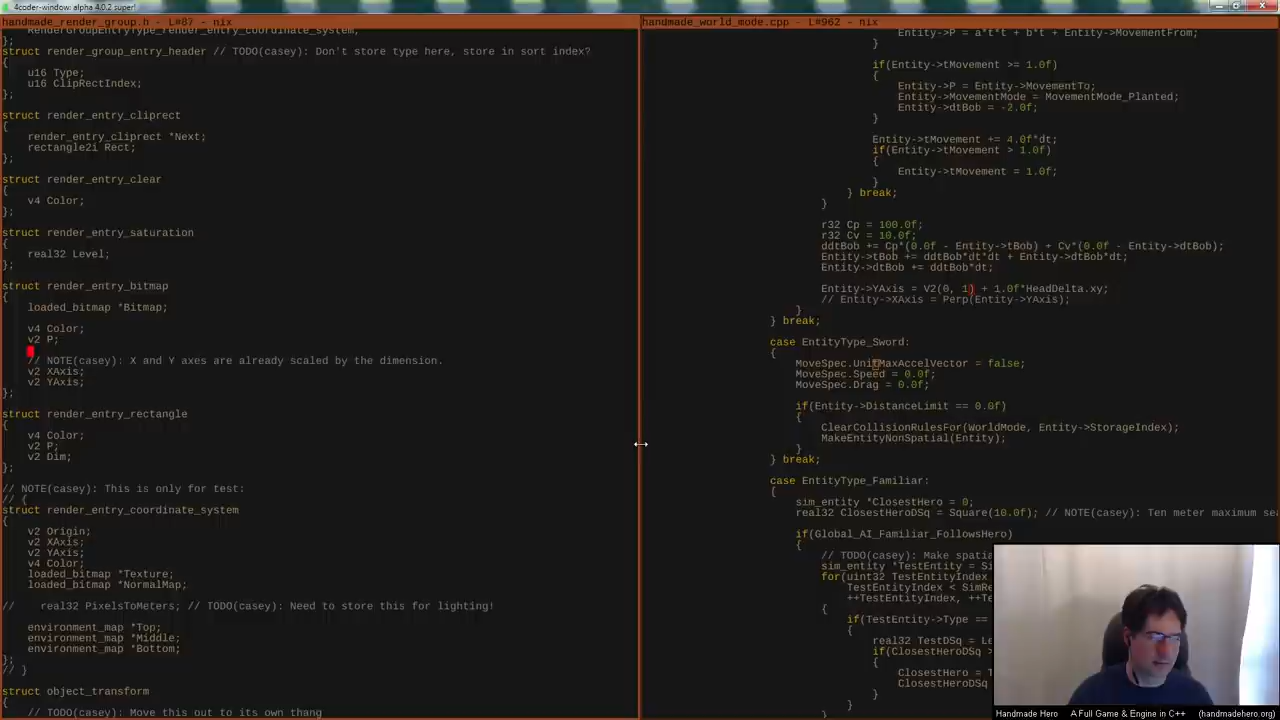 4coder-window: alpha 4.0.2 super!
handmade_render_group.h - L#87 - nix
RenderGroupEntryType_render_entry_coordinate_system,
};
struct render_group_entry_header // TODO(casey): Don't store type here, store in sort index?
{
u16 Type;
u16 ClipRectIndex;
};
struct render_entry_cliprect
{
render_entry_cliprect *Next;
rectangle2i Rect;
};
struct render_entry_clear
{
v4 Color;
};
struct render_entry_saturation
{
real32 Level;
};
struct render_entry_bitmap
{
loaded_bitmap *Bitmap;
v4 Color;
v2 P;
// NOTE(casey): X and Y axes are already scaled by the dimension.
v2 XAxis;
v2 YAxis;
};
struct render_entry_rectangle
{
v4 Color;
v2 P;
v2 Dim;
};
// NOTE(casey): This is only for test:
// {
struct render_entry_coordinate_system
{
v2 Origin;
v2 XAxis;
v2 YAxis;
v4 Color;
loaded_bitmap *Texture;
loaded_bitmap *NormalMap;
//    real32 PixelsToMeters; // TODO(casey): Need to store this for lighting!
environment_map *Top;
environment_map *Middle;
environment_map *Bottom;
};
// }
struct object_transform
{
// TODO(casey): Move this out to its own thang
handmade_world_mode.cpp - L#962 - nix
Entity->P = a*t*t + b*t + Entity->MovementFrom;
}
if(Entity->tMovement >= 1.0f)
{
Entity->P = Entity->MovementTo;
Entity->MovementMode = MovementMode_Planted;
Entity->dtBob = -2.0f;
}
Entity->tMovement += 4.0f*dt;
if(Entity->tMovement > 1.0f)
{
Entity->tMovement = 1.0f;
}
} break;
}
r32 Cp = 100.0f;
r32 Cv = 10.0f;
ddtBob += Cp*(0.0f - Entity->tBob) + Cv*(0.0f - Entity->dtBob);
Entity->tBob += ddtBob*dt*dt + Entity->dtBob*dt;
Entity->dtBob += ddtBob*dt;
Entity->YAxis = V2(0, 1) + 1.0f*HeadDelta.xy;
// Entity->XAxis = Perp(Entity->YAxis);
}
} break;
case EntityType_Sword:
{
MoveSpec.UnitMaxAccelVector = false;
MoveSpec.Speed = 0.0f;
MoveSpec.Drag = 0.0f;
if(Entity->DistanceLimit == 0.0f)
{
ClearCollisionRulesFor(WorldMode, Entity->StorageIndex);
MakeEntityNonSpatial(Entity);
}
} break;
case EntityType_Familiar:
{
sim_entity *ClosestHero = 0;
real32 ClosestHeroDSq = Square(10.0f); // NOTE(casey): Ten meter maximum
if(Global_AI_Familiar_FollowsHero)
{
// TODO(casey): Make
sim_entity *TestEntity =
for(uint32 TestEntityIndex
TestEntityIndex <
++TestEntityIndex,
{
if(TestEntity->Type ==
{
real32 TestDSq =
if(ClosestHeroDSq >
{
ClosestHero =
ClosestHeroDSq
}
}
Handmade Hero    A Full Game & Engine in C++    (handmadehero.org)